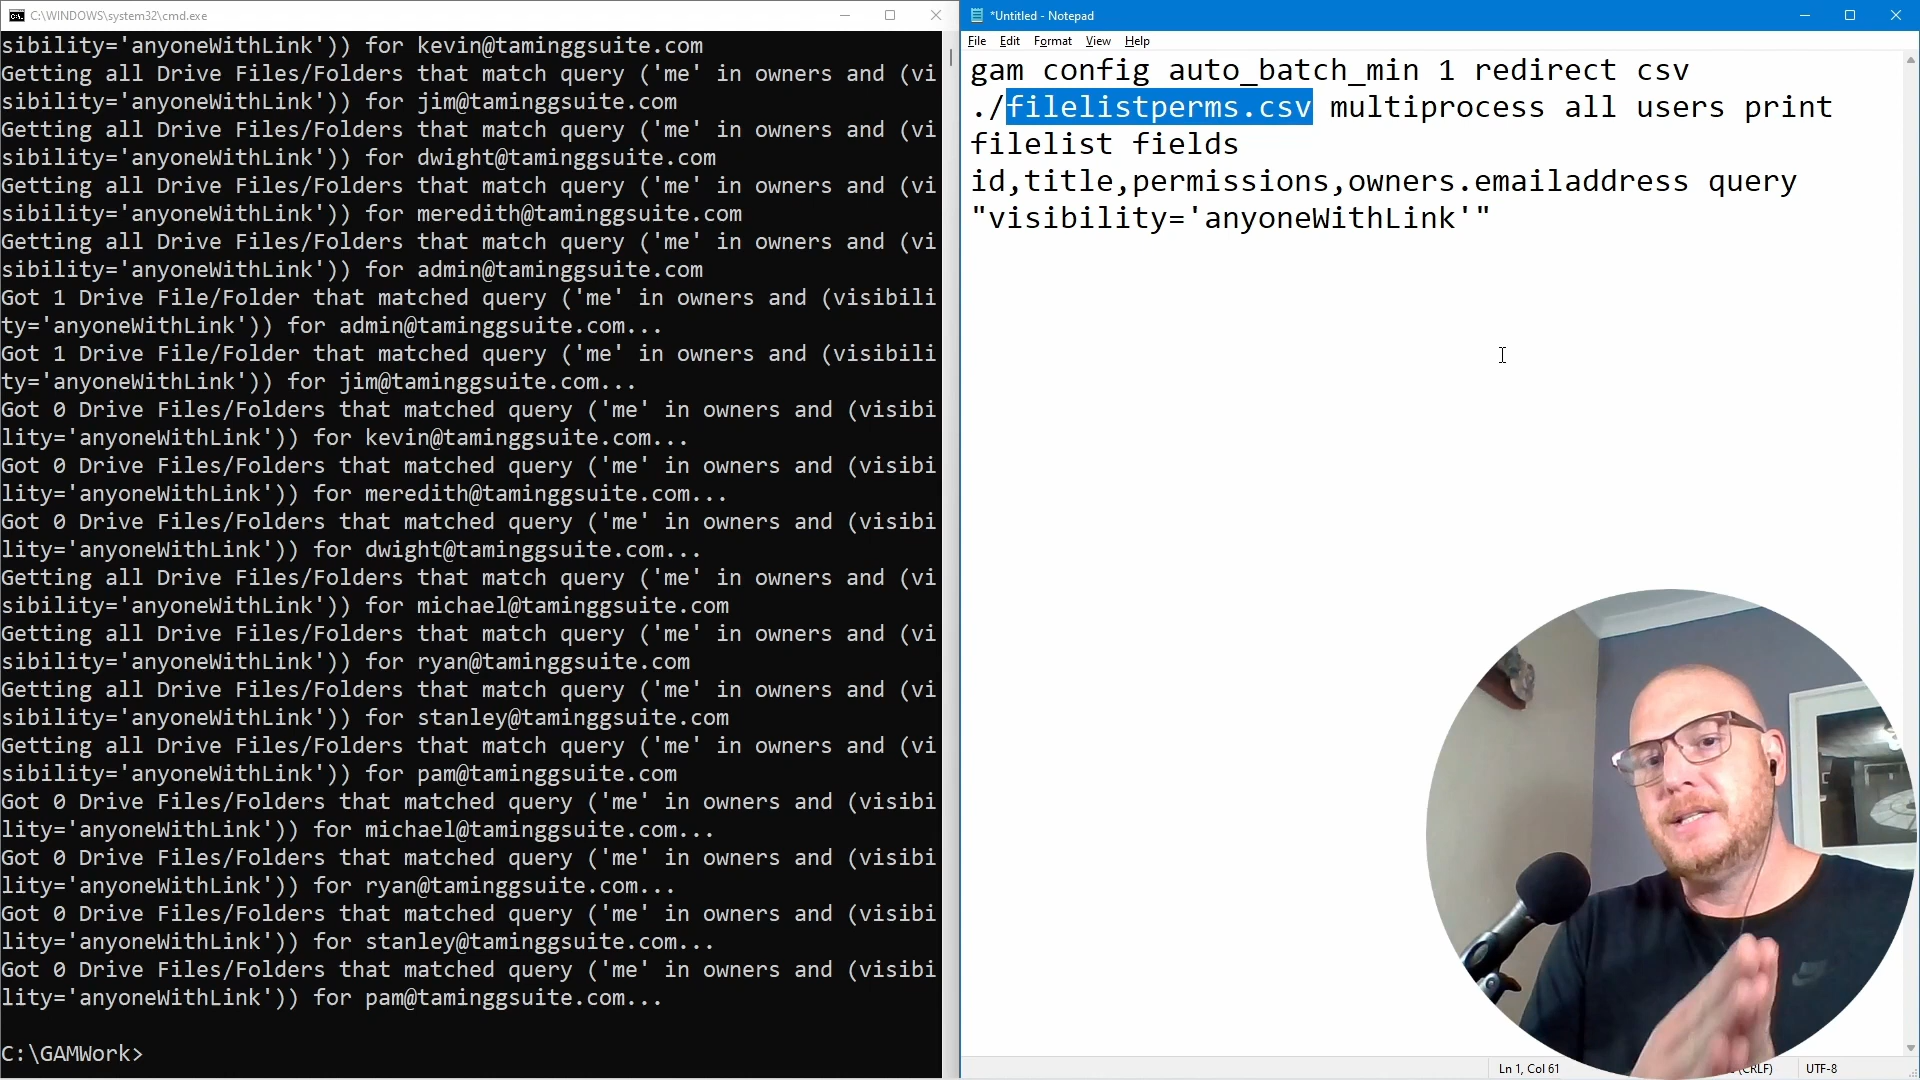 C:\WINDOWS\system32\cmd.exe
sibility='anyoneWithLink')) for kevin@taminggsuite.com
Getting all Drive Files/Folders that match query ('me' in owners and (vi
sibility='anyoneWithLink')) for jim@taminggsuite.com
Getting all Drive Files/Folders that match query ('me' in owners and (vi
sibility='anyoneWithLink')) for dwight@taminggsuite.com
Getting all Drive Files/Folders that match query ('me' in owners and (vi
sibility='anyoneWithLink')) for meredith@taminggsuite.com
Getting all Drive Files/Folders that match query ('me' in owners and (vi
sibility='anyoneWithLink')) for admin@taminggsuite.com
Got 1 Drive File/Folder that matched query ('me' in owners and (visibili
ty='anyoneWithLink')) for admin@taminggsuite.com...
Got 1 Drive File/Folder that matched query ('me' in owners and (visibili
ty='anyoneWithLink')) for jim@taminggsuite.com...
Got 0 Drive Files/Folders that matched query ('me' in owners and (visibi
lity='anyoneWithLink')) for kevin@taminggsuite.com...
Got 0 Drive Files/Folders that matched query ('me' in owners and (visibi
lity='anyoneWithLink')) for meredith@taminggsuite.com...
Got 0 Drive Files/Folders that matched query ('me' in owners and (visibi
lity='anyoneWithLink')) for dwight@taminggsuite.com...
Getting all Drive Files/Folders that match query ('me' in owners and (vi
sibility='anyoneWithLink')) for michael@taminggsuite.com
Getting all Drive Files/Folders that match query ('me' in owners and (vi
sibility='anyoneWithLink')) for ryan@taminggsuite.com
Getting all Drive Files/Folders that match query ('me' in owners and (vi
sibility='anyoneWithLink')) for stanley@taminggsuite.com
Getting all Drive Files/Folders that match query ('me' in owners and (vi
sibility='anyoneWithLink')) for pam@taminggsuite.com
Got 0 Drive Files/Folders that matched query ('me' in owners and (visibi
lity='anyoneWithLink')) for michael@taminggsuite.com...
Got 0 Drive Files/Folders that matched query ('me' in owners and (visibi
lity='anyoneWithLink')) for ryan@taminggsuite.com...
Got 0 Drive Files/Folders that matched query ('me' in owners and (visibi
lity='anyoneWithLink')) for stanley@taminggsuite.com...
Got 0 Drive Files/Folders that matched query ('me' in owners and (visibi
lity='anyoneWithLink')) for pam@taminggsuite.com...
C:\GAMWork>
*Untitled - Notepad
File Edit Format View Help
gam config auto_batch_min 1 redirect csv
./filelistperms.csv multiprocess all users print
filelist fields
id,title,permissions,owners.emailaddress query
"visibility='anyoneWithLink'"
Ln 1, Col 61
(CRLF)
UTF-8